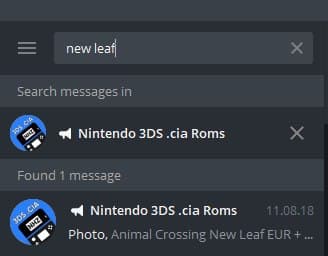 new leaf
Search messages in
3DS .CIA
Nintendo 3DS .cia Roms
Found 1 message
3DS .CIA
Nintendo 3DS .cia Roms 11.08.18
Photo, Animal Crossing New Leaf EUR + ...